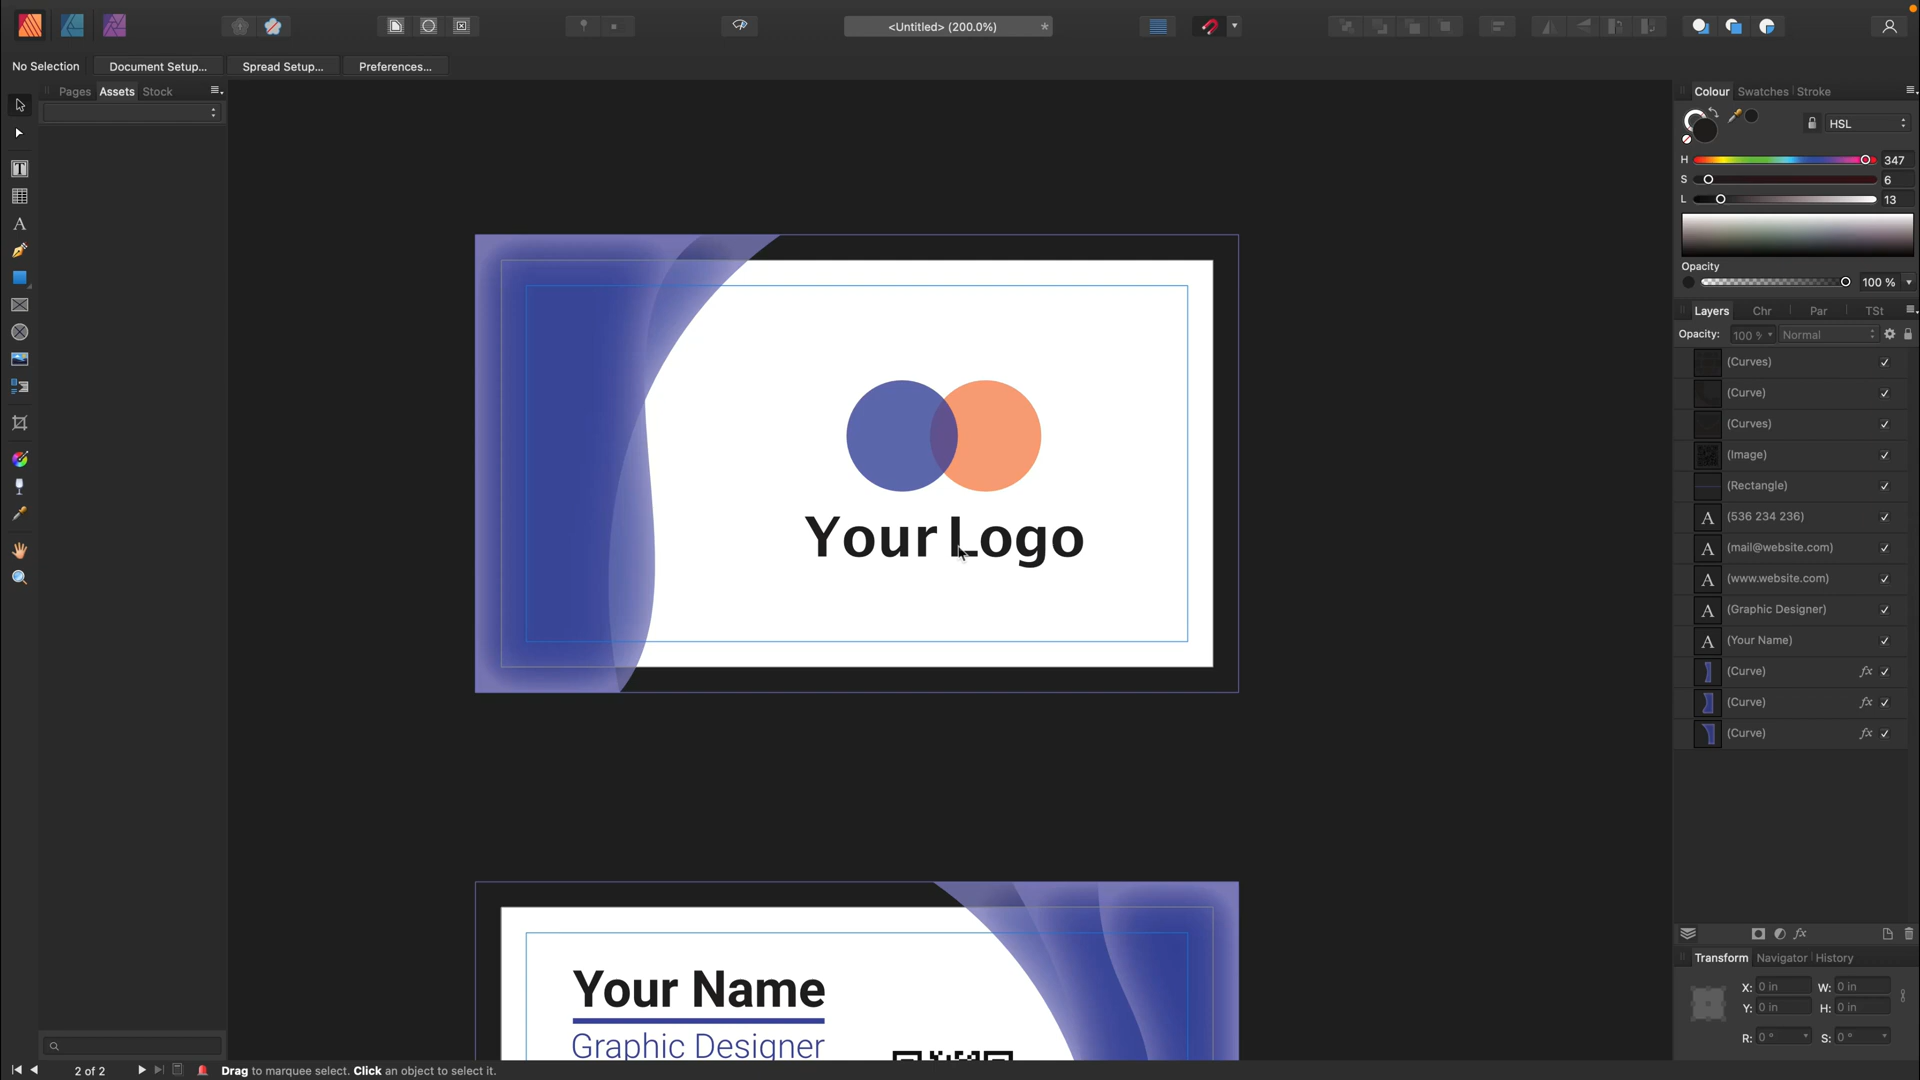 <Untitled> (200.0%)
*
No Selection
Document Setup...
Spread Setup...
Preferences...
Pages
Assets
Stock
Colour
Swatches
Stroke
HSL
H
347
S
6
L
13
Opacity
100 %
Layers
Chr
Par
TSt
Opacity:
100 %
Normal
(Curves)
(Curve)
(Curves)
(Image)
(Rectangle)
A
(536 234 236)
A
(mail@website.com)
A
(www.website.com)
A
(Graphic Designer)
A
(Your Name)
(Curve)
fx
(Curve)
fx
(Curve)
fx
Your Logo
Your Name
Graphic Designer
fx
Transform
Navigator
History
X:
0 in
W:
0 in
Y:
0 in
H:
0 in
R:
0 °
S:
0 °
2 of 2
Drag to marquee select. Click an object to select it.